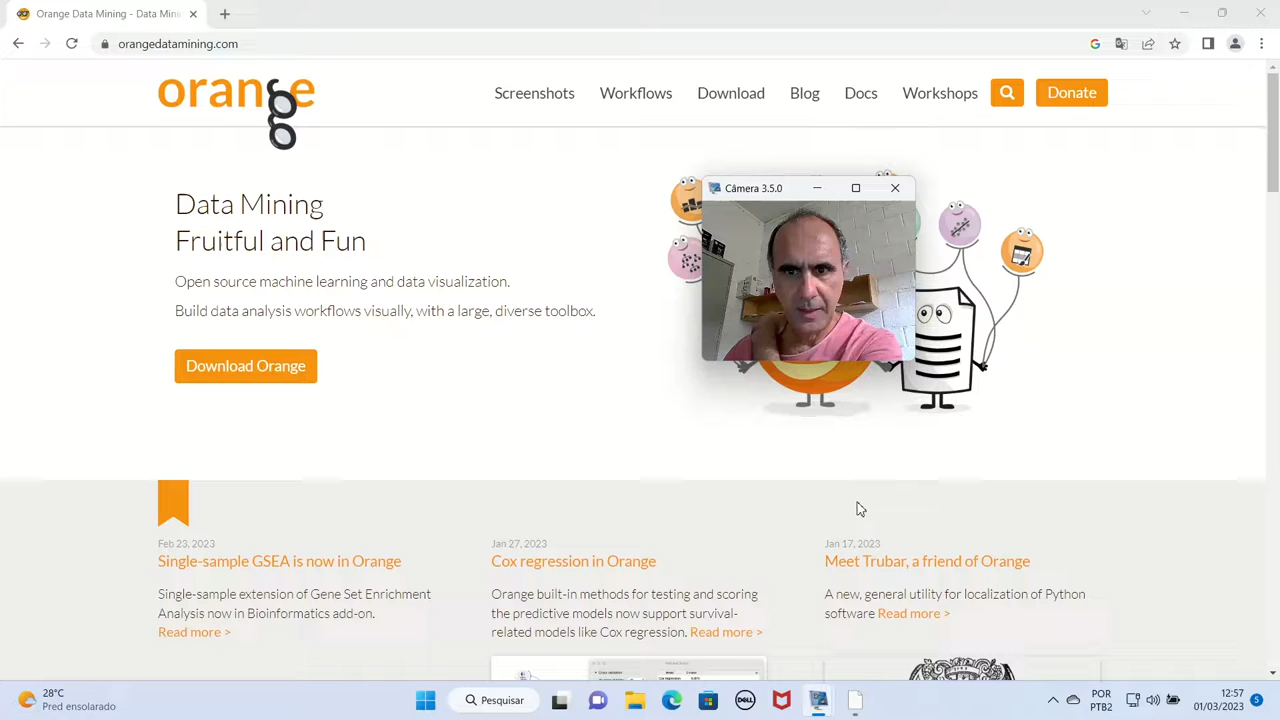 Orange Data Mining - Data Mini
orangedatamining.com
orange
Screenshots
Workflows
Download
Blog
Docs
Workshops
Donate
Data Mining
Fruitful and Fun
Open source machine learning and data visualization.
Build data analysis workflows visually, with a large, diverse toolbox.
Download Orange
Câmera 3.5.0
Feb 23, 2023
Single-sample GSEA is now in Orange
Single-sample extension of Gene Set Enrichment
Analysis now in Bioinformatics add-on.
Read more >
Jan 27, 2023
Cox regression in Orange
Orange built-in methods for testing and scoring
the predictive models now support survival-
related models like Cox regression. Read more >
Jan 17, 2023
Meet Trubar, a friend of Orange
A new, general utility for localization of Python
software Read more >
28°C
Pred ensolarado
Pesquisar
DELL
POR
PTB2
12:57
01/03/2023
5